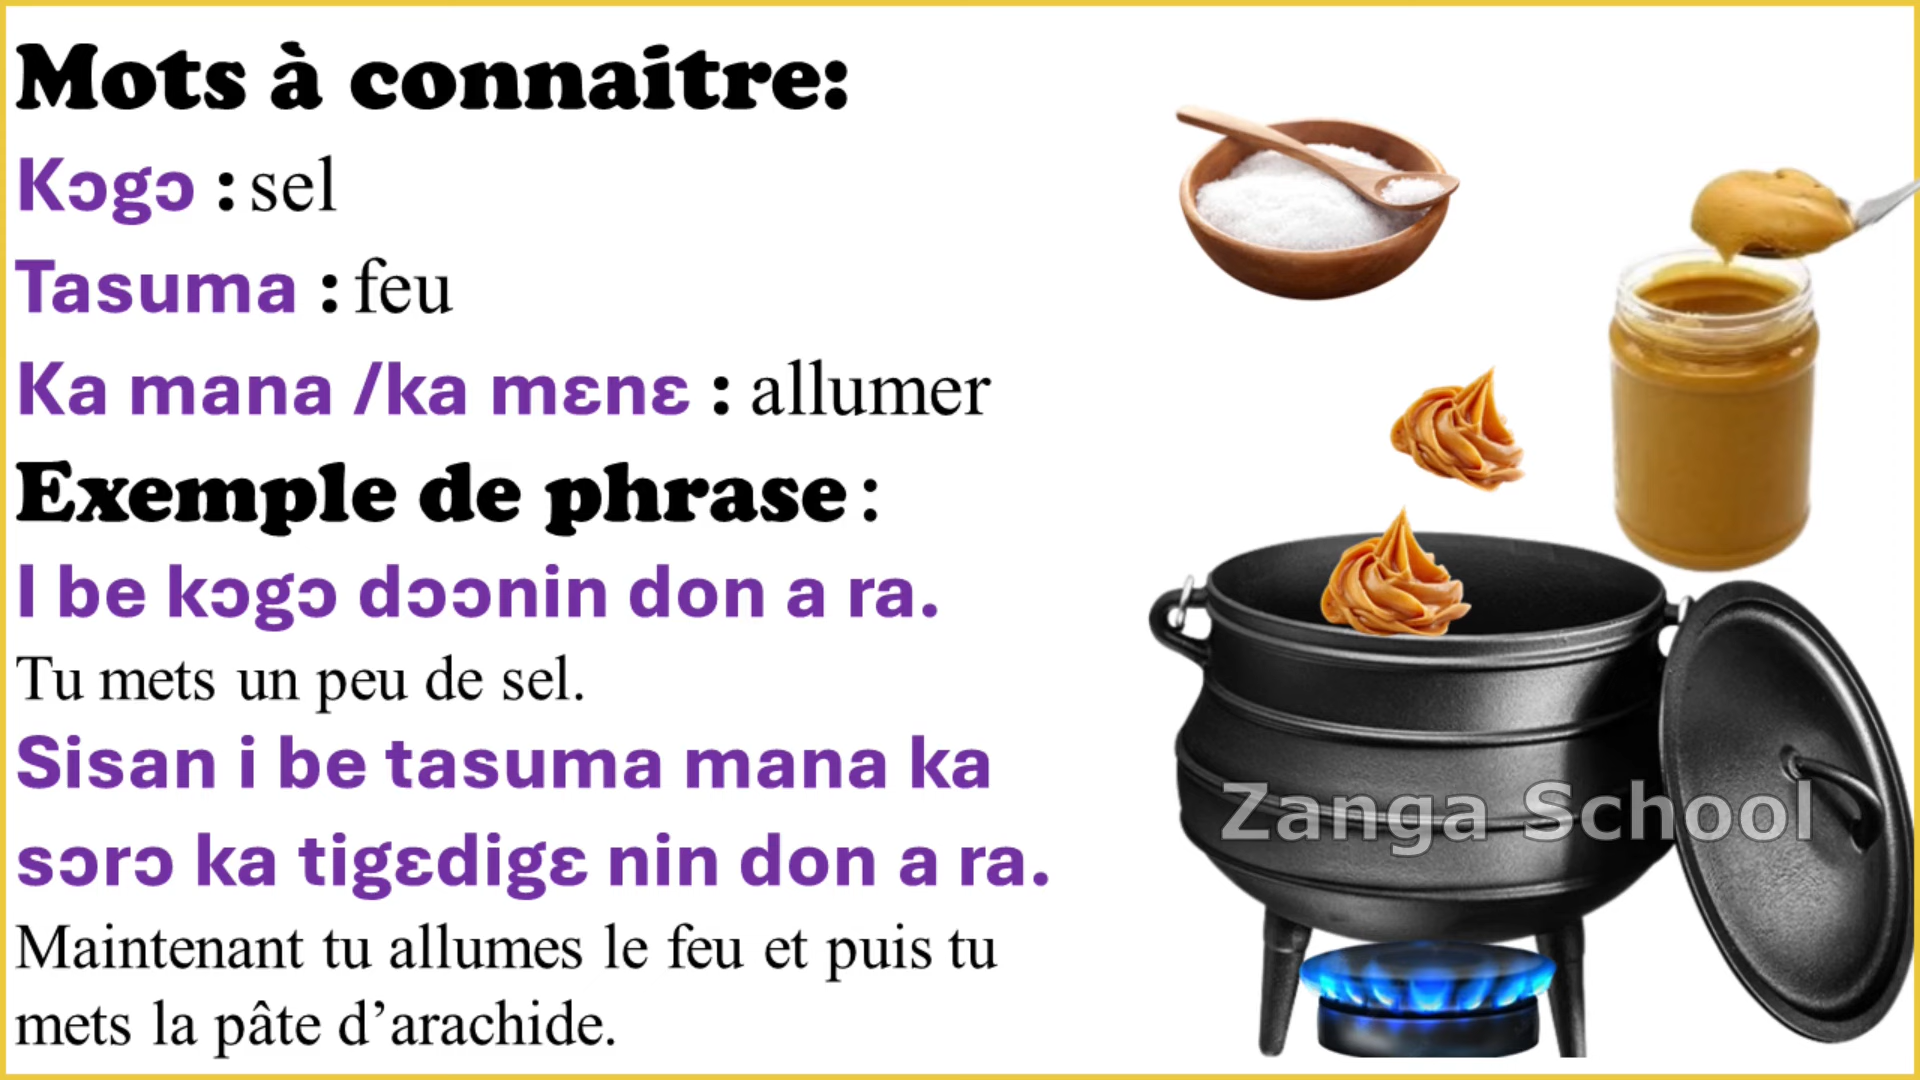 Mots à connaitre:
Kɔgɔ : sel
Tasuma : feu
Ka mana /ka mɛnɛ : allumer
Exemple de phrase :
I be kɔgɔ dɔɔnin don a ra.
Tu mets un peu de sel.
Sisan i be tasuma mana ka
sɔrɔ ka tigɛdigɛ nin don a ra.
Maintenant tu allumes le feu et puis tu
mets la pâte d’arachide.
Zanga School